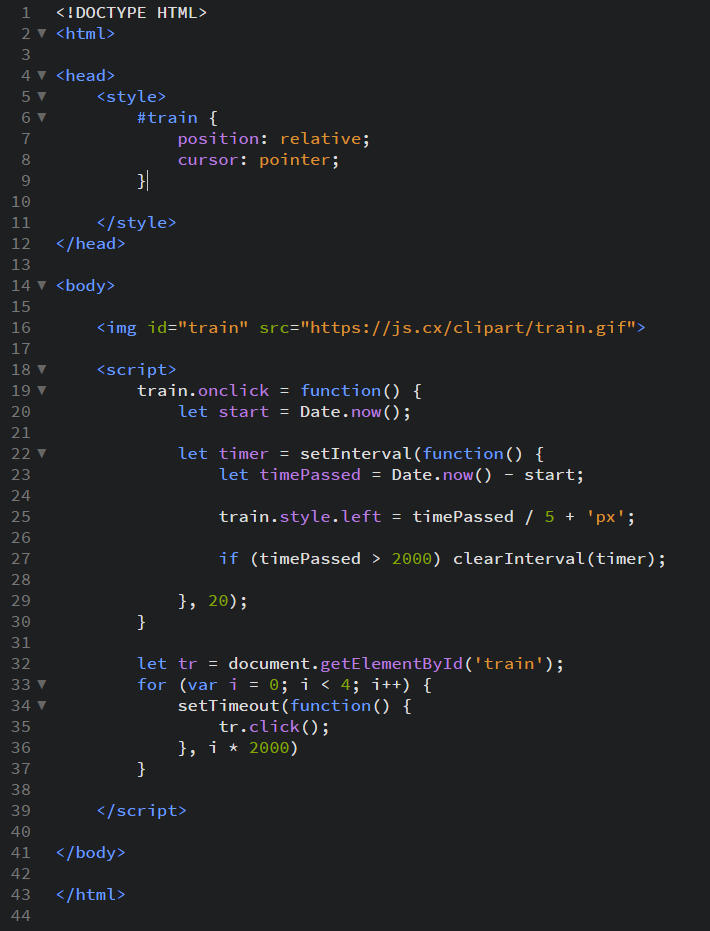 1 <!DOCTYPE HTML>
2 <html>
3
4 <head>
5 <style>
6 #train {
7 position: relative;
8 cursor: pointer;
9 }
10
11 </style>
12 </head>
13
14 <body>
15
16 <img id="train" src="https://js.cx/clipart/train.gif">
17
18 <script>
19 train.onclick = function() {
20 let start = Date.now();
21
22 let timer = setInterval(function() {
23 let timePassed = Date.now() - start;
24
25 train.style.left = timePassed / 5 + 'px';
26
27 if (timePassed > 2000) clearInterval(timer);
28
29 }, 20);
30 }
31
32 let tr = document.getElementById('train');
33 for (var i = 0; i < 4; i++) {
34 setTimeout(function() {
35 tr.click();
36 }, i * 2000)
37 }
38
39 </script>
40
41 </body>
42
43 </html>
44